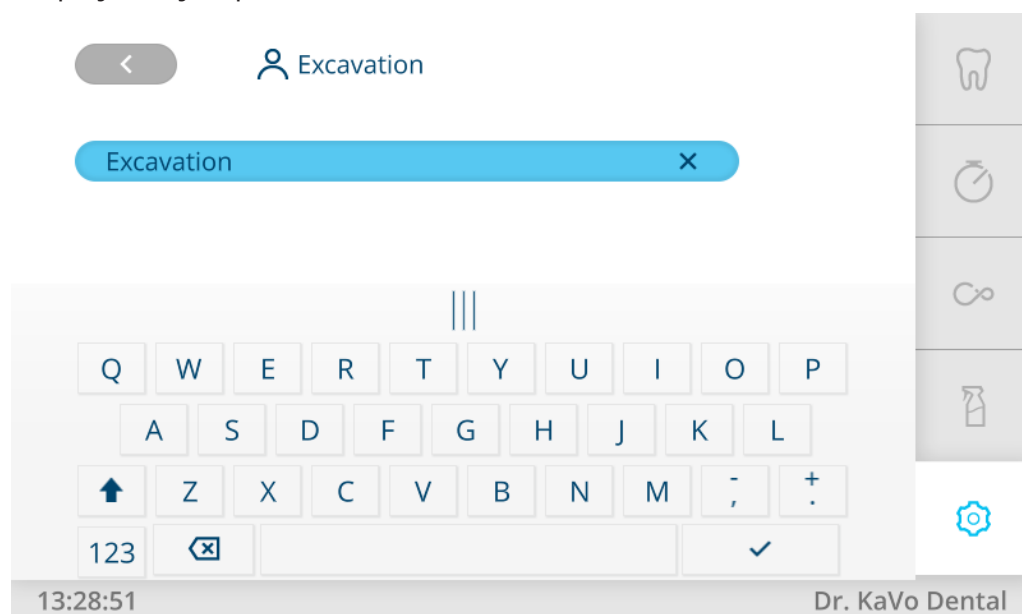 Excavation
Excavation
Q W E R T Y U I O P
A S D F G H J K L
Z X C V B N M - , + .
123
13:28:51 Dr. KaVo Dental